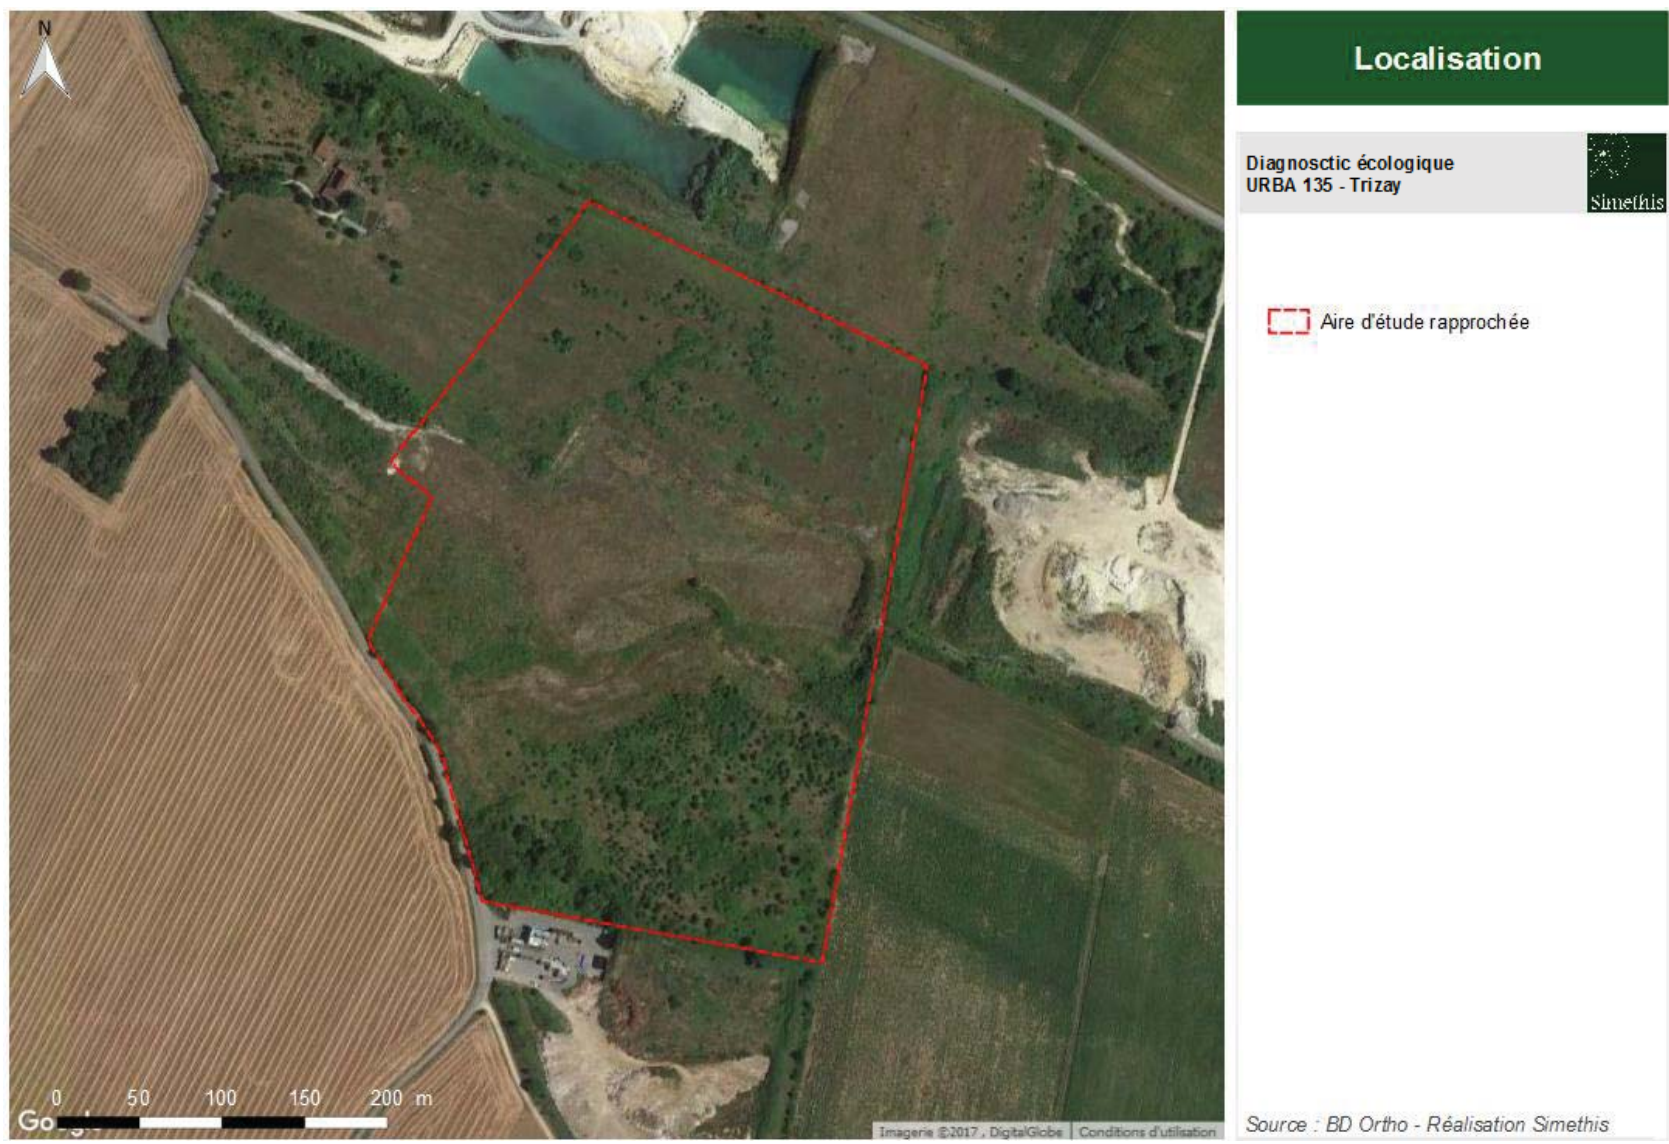 N
Localisation
Diagnosctic écologique
URBA 135 - Trizay
Simethis
Aire d'étude rapprochée
0 50 100 150 200 m
Google
Imagerie ©2017 , DigitalGlobe Conditions d'utilisation
Source : BD Ortho - Réalisation Simethis